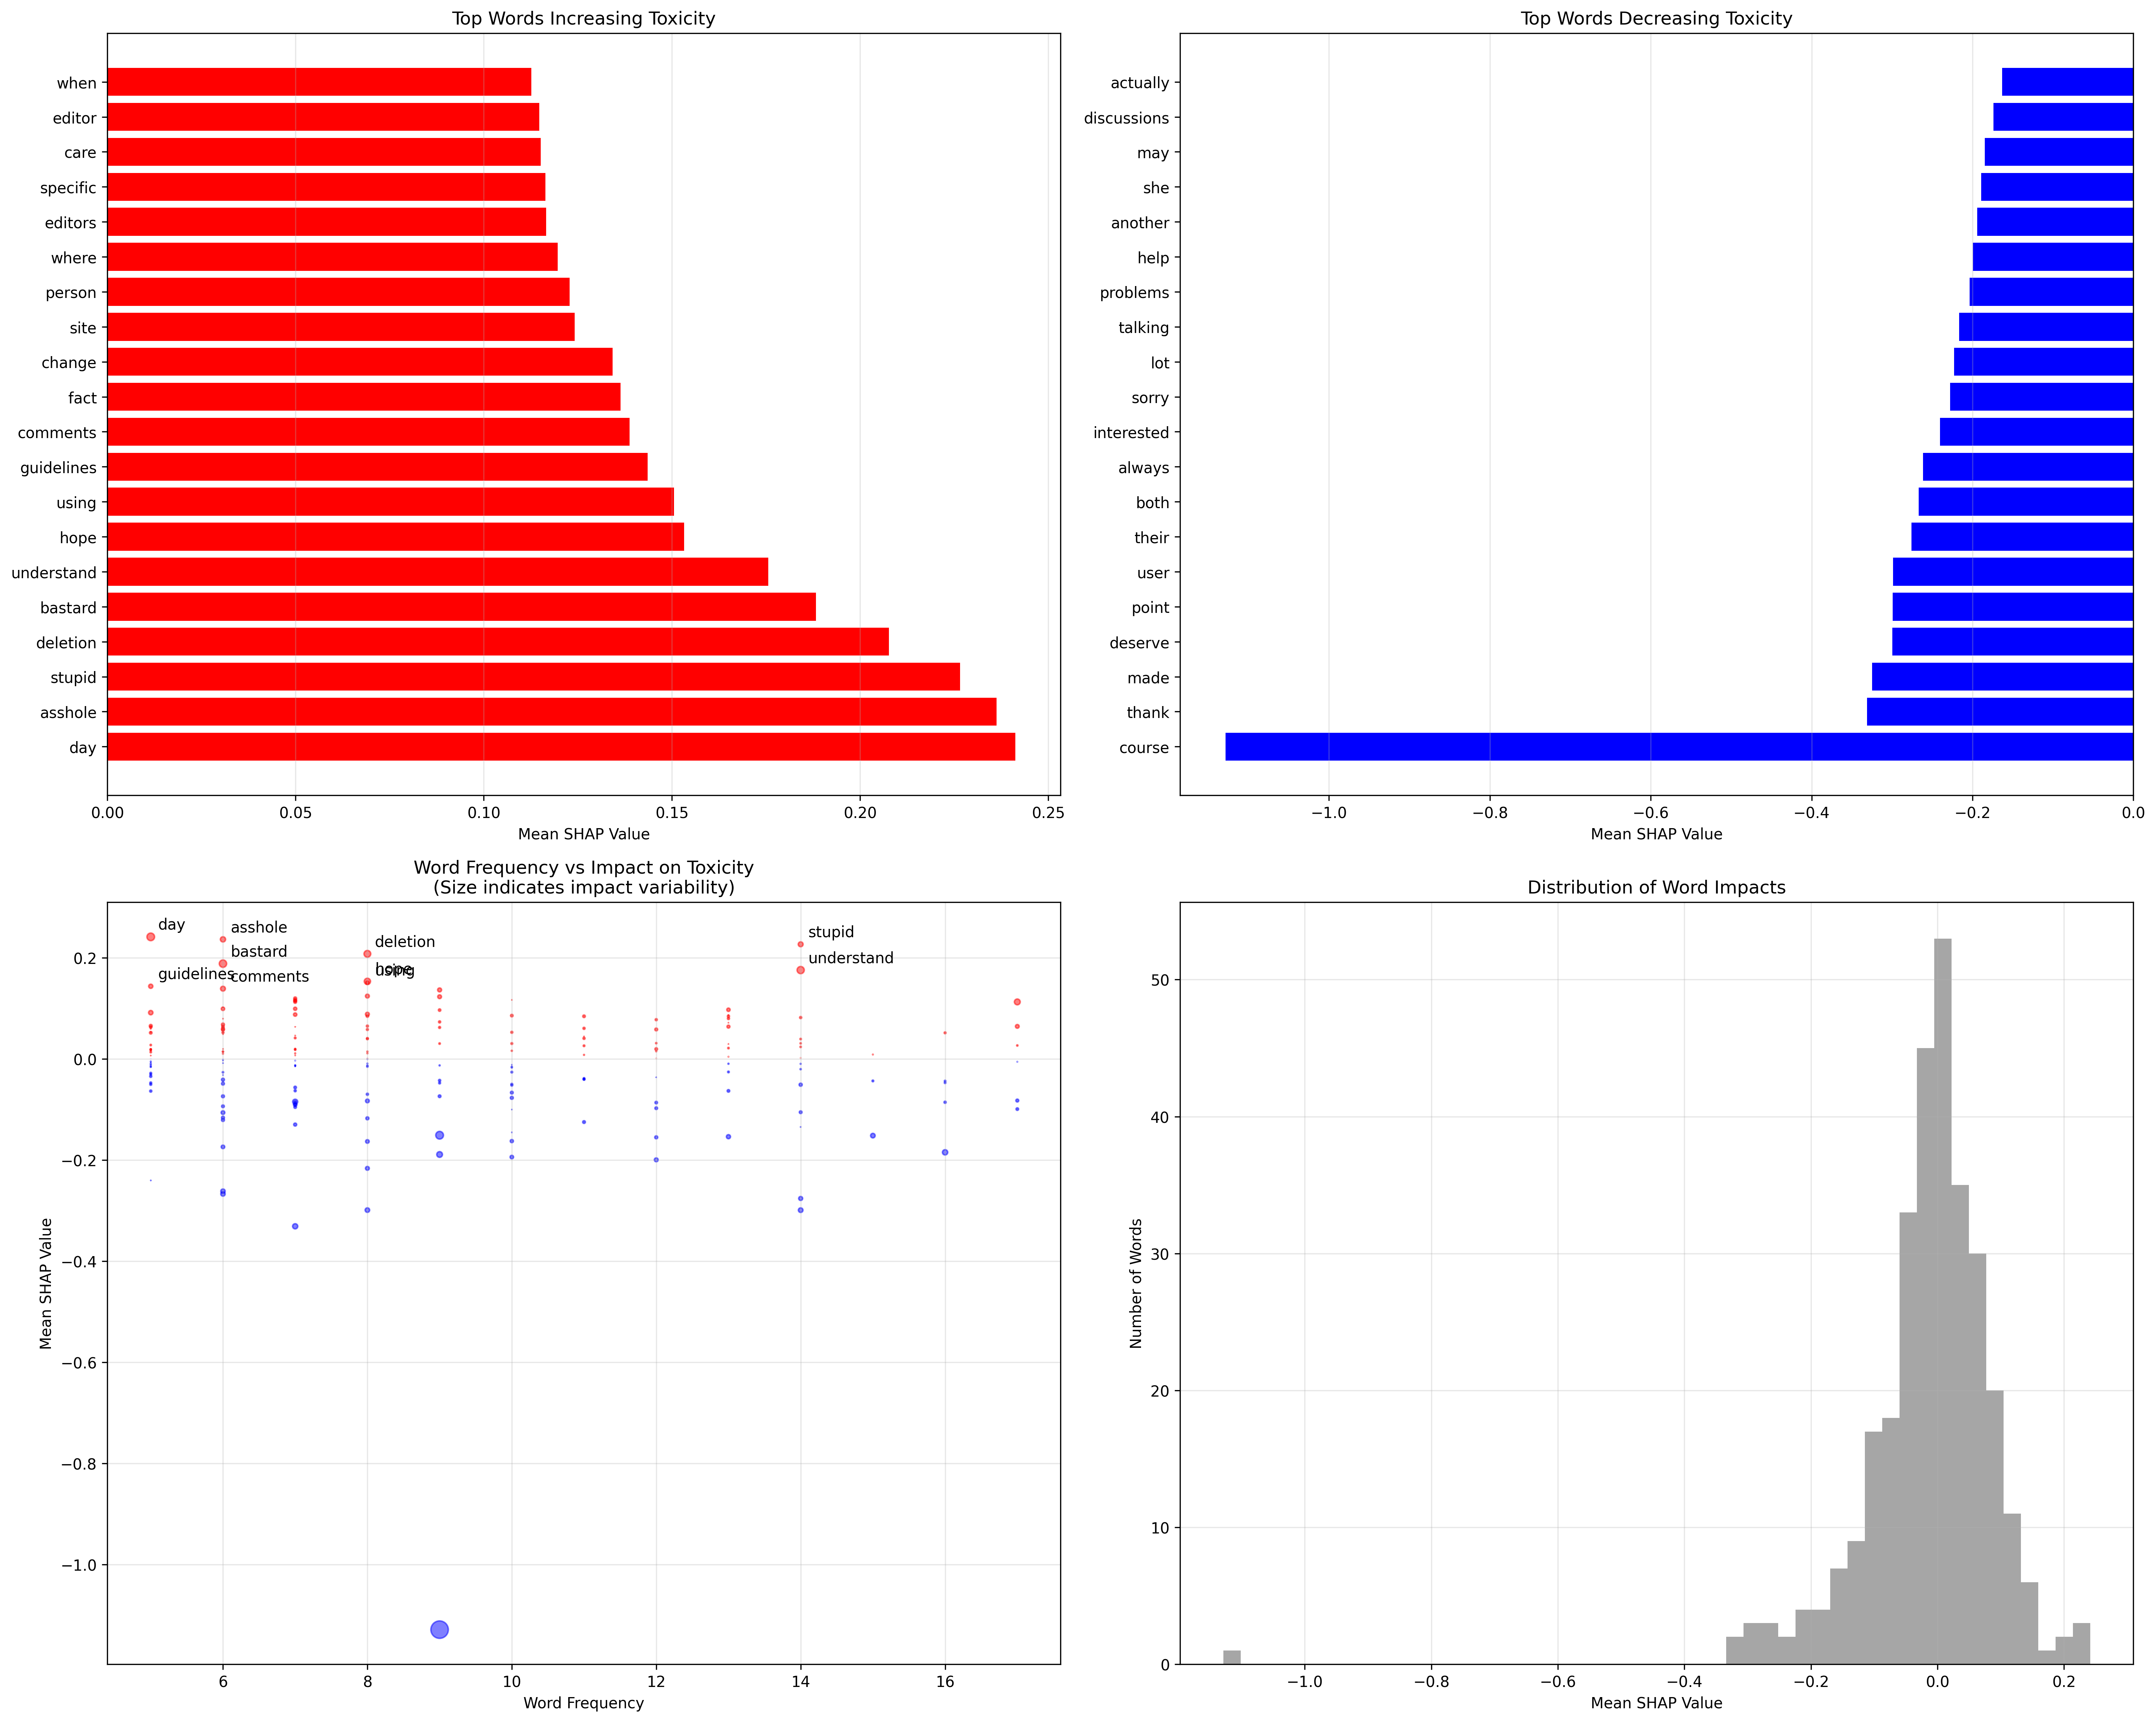 Top Words Increasing Toxicity
when
editor
care
specific
editors
where
person
site
change
fact
comments
guidelines
using
hope
understand
bastard
deletion
stupid
asshole
day
0.00 0.05 0.10 0.15 0.20 0.25
Mean SHAP Value
Top Words Decreasing Toxicity
actually
discussions
may
she
another
help
problems
talking
lot
sorry
interested
always
both
their
user
point
deserve
made
thank
course
−1.0 −0.8 −0.6 −0.4 −0.2 0.0
Mean SHAP Value
Word Frequency vs Impact on Toxicity
(Size indicates impact variability)
Mean SHAP Value
0.2
0.0
−0.2
−0.4
−0.6
−0.8
−1.0
day
asshole
bastard
guidelines
comments
deletion
hope
using
stupid
understand
6 8 10 12 14 16
Word Frequency
Distribution of Word Impacts
Number of Words
50
40
30
20
10
0
−1.0 −0.8 −0.6 −0.4 −0.2 0.0 0.2
Mean SHAP Value